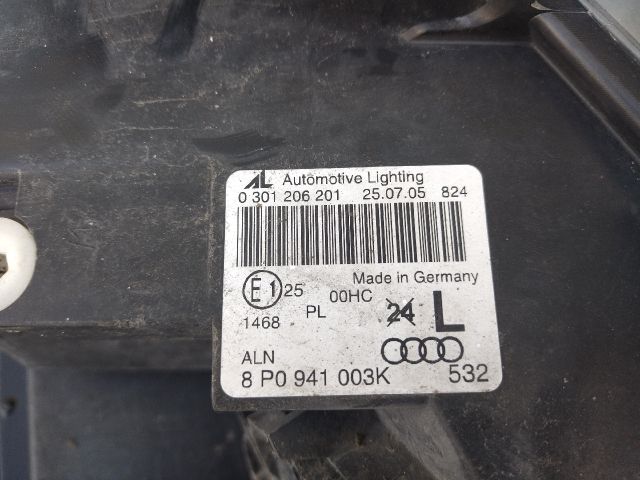 AL Automotive Lighting
0 301 206 201 25.07.05 824
Made in Germany
E1 25 00HC
1468 PL 24 L
ALN
8 P0 941 003K 532